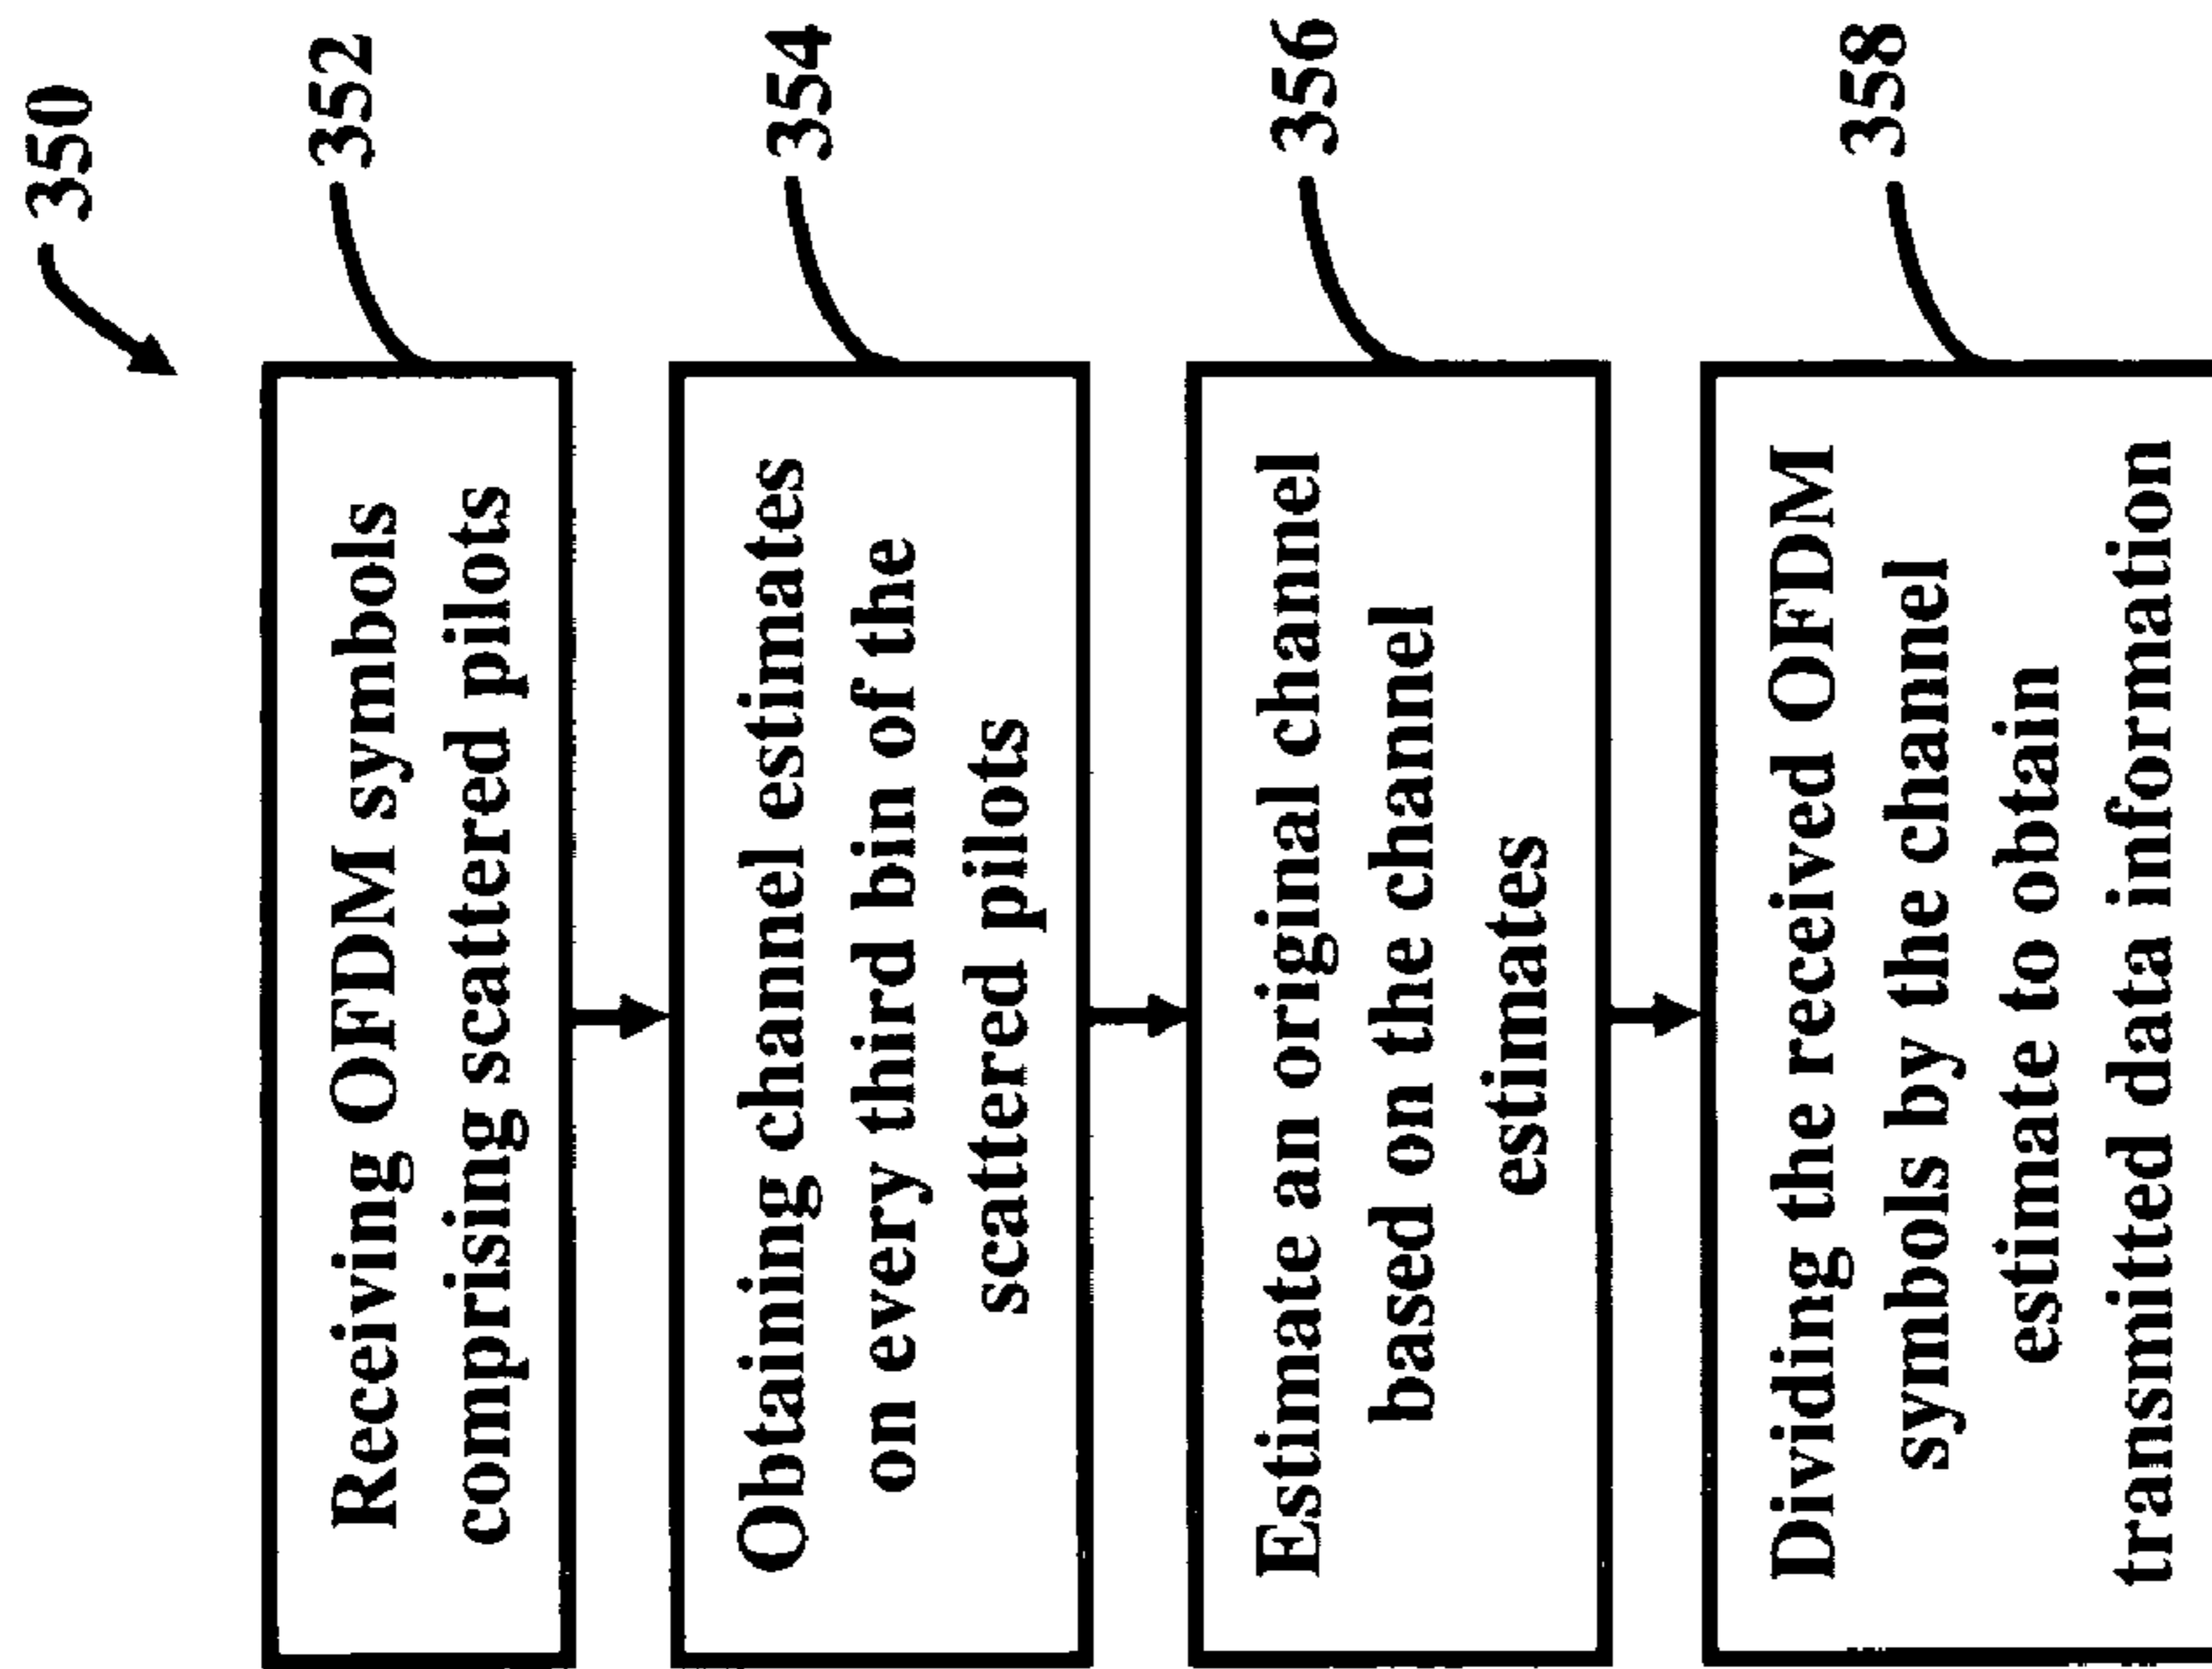 350
Receiving OFDM symbols
comprising scattered pilots
352
Obtaining channel estimates
on every third bin of the
scattered pilots
354
Estimate an original channel
based on the channel
estimates
356
Dividing the received OFDM
symbols by the channel
estimate to obtain
transmitted data information
358